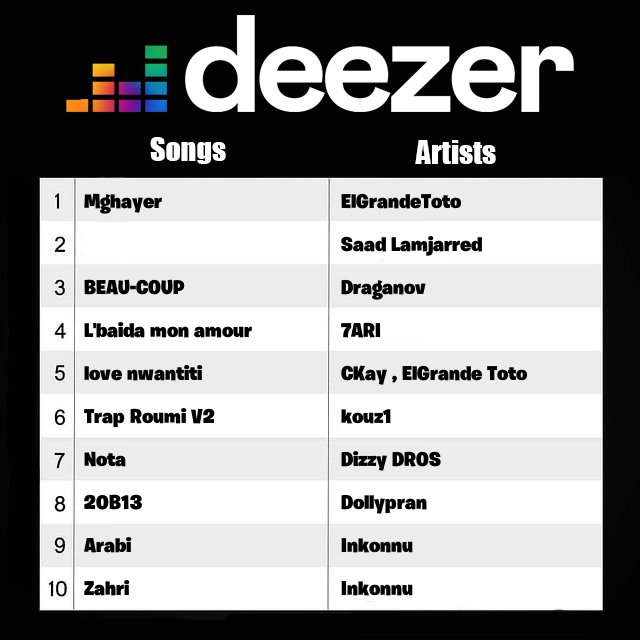 deezer
Songs Artists
1 Mghayer ElGrandeToto
2 Saad Lamjarred
3 BEAU-COUP Draganov
4 L'baida mon amour 7ARI
5 love nwantiti CKay , ElGrande Toto
6 Trap Roumi V2 kouz1
7 Nota Dizzy DROS
8 20B13 Dollypran
9 Arabi Inkonnu
10 Zahri Inkonnu